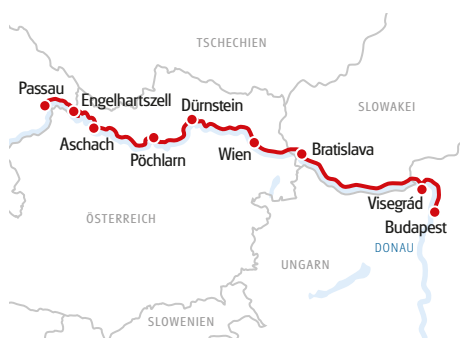 TSCHECHIEN
Passau
Engelhartszell
Dürnstein
SLOWAKEI
Aschach
Pöchlarn
Wien
Bratislava
Visegrád
ÖSTERREICH
Budapest
DONAU
UNGARN
SLOWENIEN